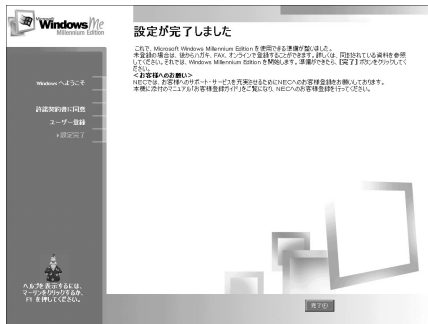 Microsoft
Windows Me
Millennium Edition
Windows へようこそ
許諾契約書に同意
ユーザー登録
設定完了
ヘルプを表示するには、
マーリンをクリックするか、
F1 を押してください。
設定が完了しました
これで、Microsoft Windows Millennium Edition を使用できる準備が整いました。
未登録の場合は、後からハガキ、FAX、オンラインで登録することができます。詳しくは、同封されている資料を参照
してください。それでは、Windows Millennium Edition を開始します。準備ができたら、[完了] ボタンをクリックしてく
ださい。
<お客様へのお願い>
NECでは、お客様へのサポート・サービスを充実させるためにNECへのお客様登録をお願いしております。
本機に添付のマニュアル「お客様登録ガイド」をご覧になり、NECへのお客様登録を行ってください。